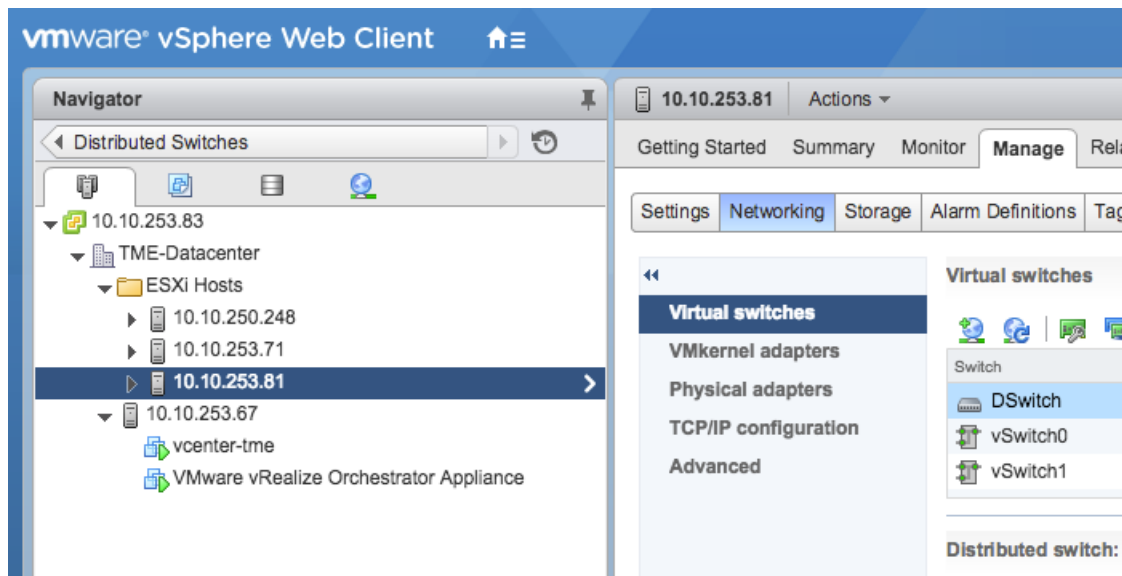 vmware® vSphere Web Client
Navigator
Distributed Switches
10.10.253.83
TME-Datacenter
ESXi Hosts
10.10.250.248
10.10.253.71
10.10.253.81
10.10.253.67
vcenter-tme
VMware vRealize Orchestrator Appliance
10.10.253.81 Actions
Getting Started Summary Monitor Manage Rela
Settings Networking Storage Alarm Definitions Tag
Virtual switches
VMkernel adapters
Physical adapters
TCP/IP configuration
Advanced
Virtual switches
Switch
DSwitch
vSwitch0
vSwitch1
Distributed switch: